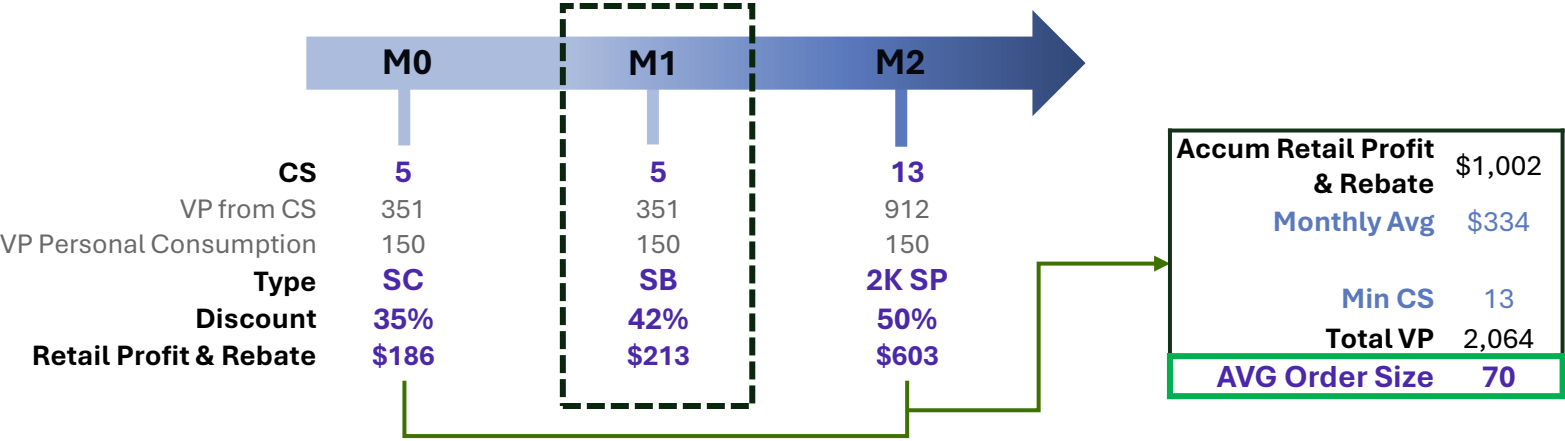 M0 M1 M2
CS 5 5 13
VP from CS 351 351 912
VP Personal Consumption 150 150 150
Type SC SB 2K SP
Discount 35% 42% 50%
Retail Profit & Rebate $186 $213 $603
Accum Retail Profit
& Rebate $1,002
Monthly Avg $334
Min CS 13
Total VP 2,064
AVG Order Size 70